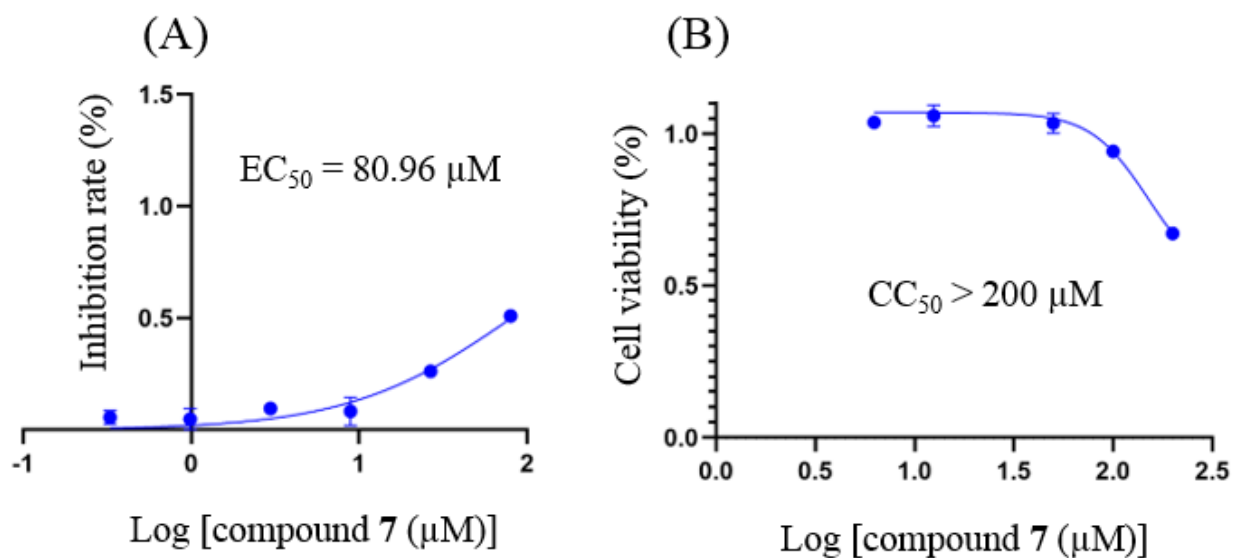 (A)
Inhibition rate (%)
1.5
1.0
0.5
EC50 = 80.96 μM
-1
0
1
2
Log [compound 7 (μM)]
(B)
Cell viability (%)
1.0
0.5
0.0
CC50 > 200 μM
0.0
0.5
1.0
1.5
2.0
2.5
Log [compound 7 (μM)]